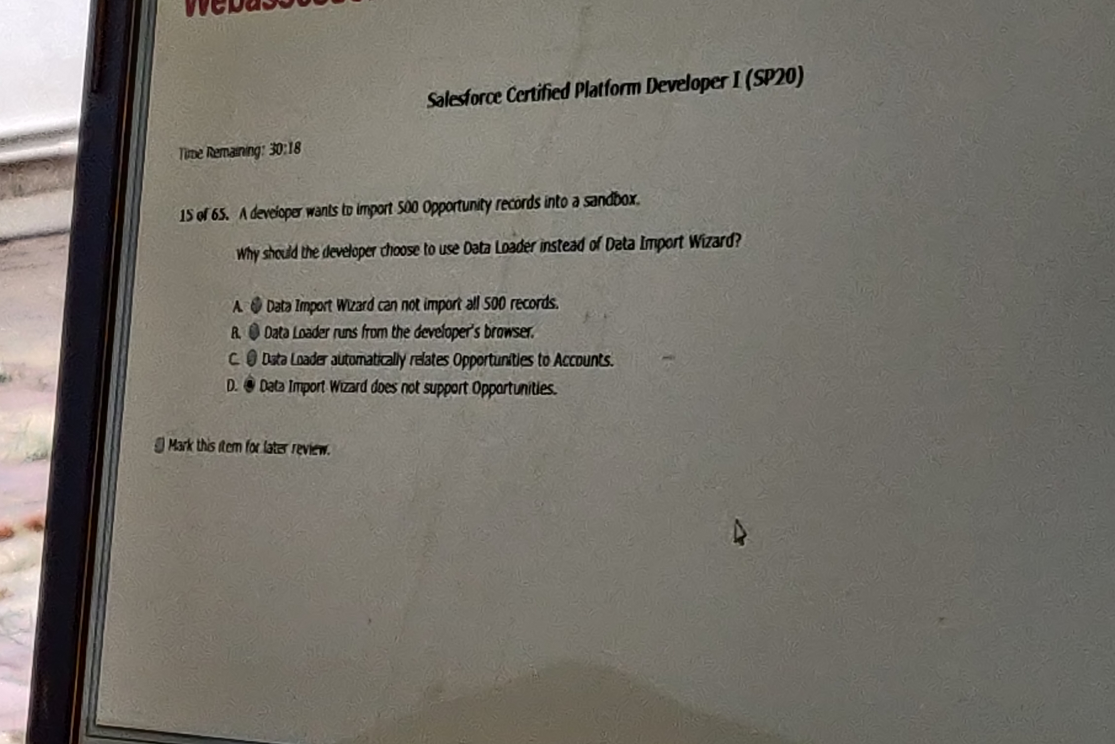 Salesforce Certified Platform Developer I (SP20)
Time Remaining: 30:18
15 of 65. A developer wants to import 500 Opportunity records into a sandbox.
Why should the developer choose to use Data Loader instead of Data Import Wizard?
A. Data Import Wizard can not import all 500 records.
B. Data Loader runs from the developer's browser.
C. Data Loader automatically relates Opportunities to Accounts.
D. Data Import Wizard does not support Opportunities.
Mark this item for later review.